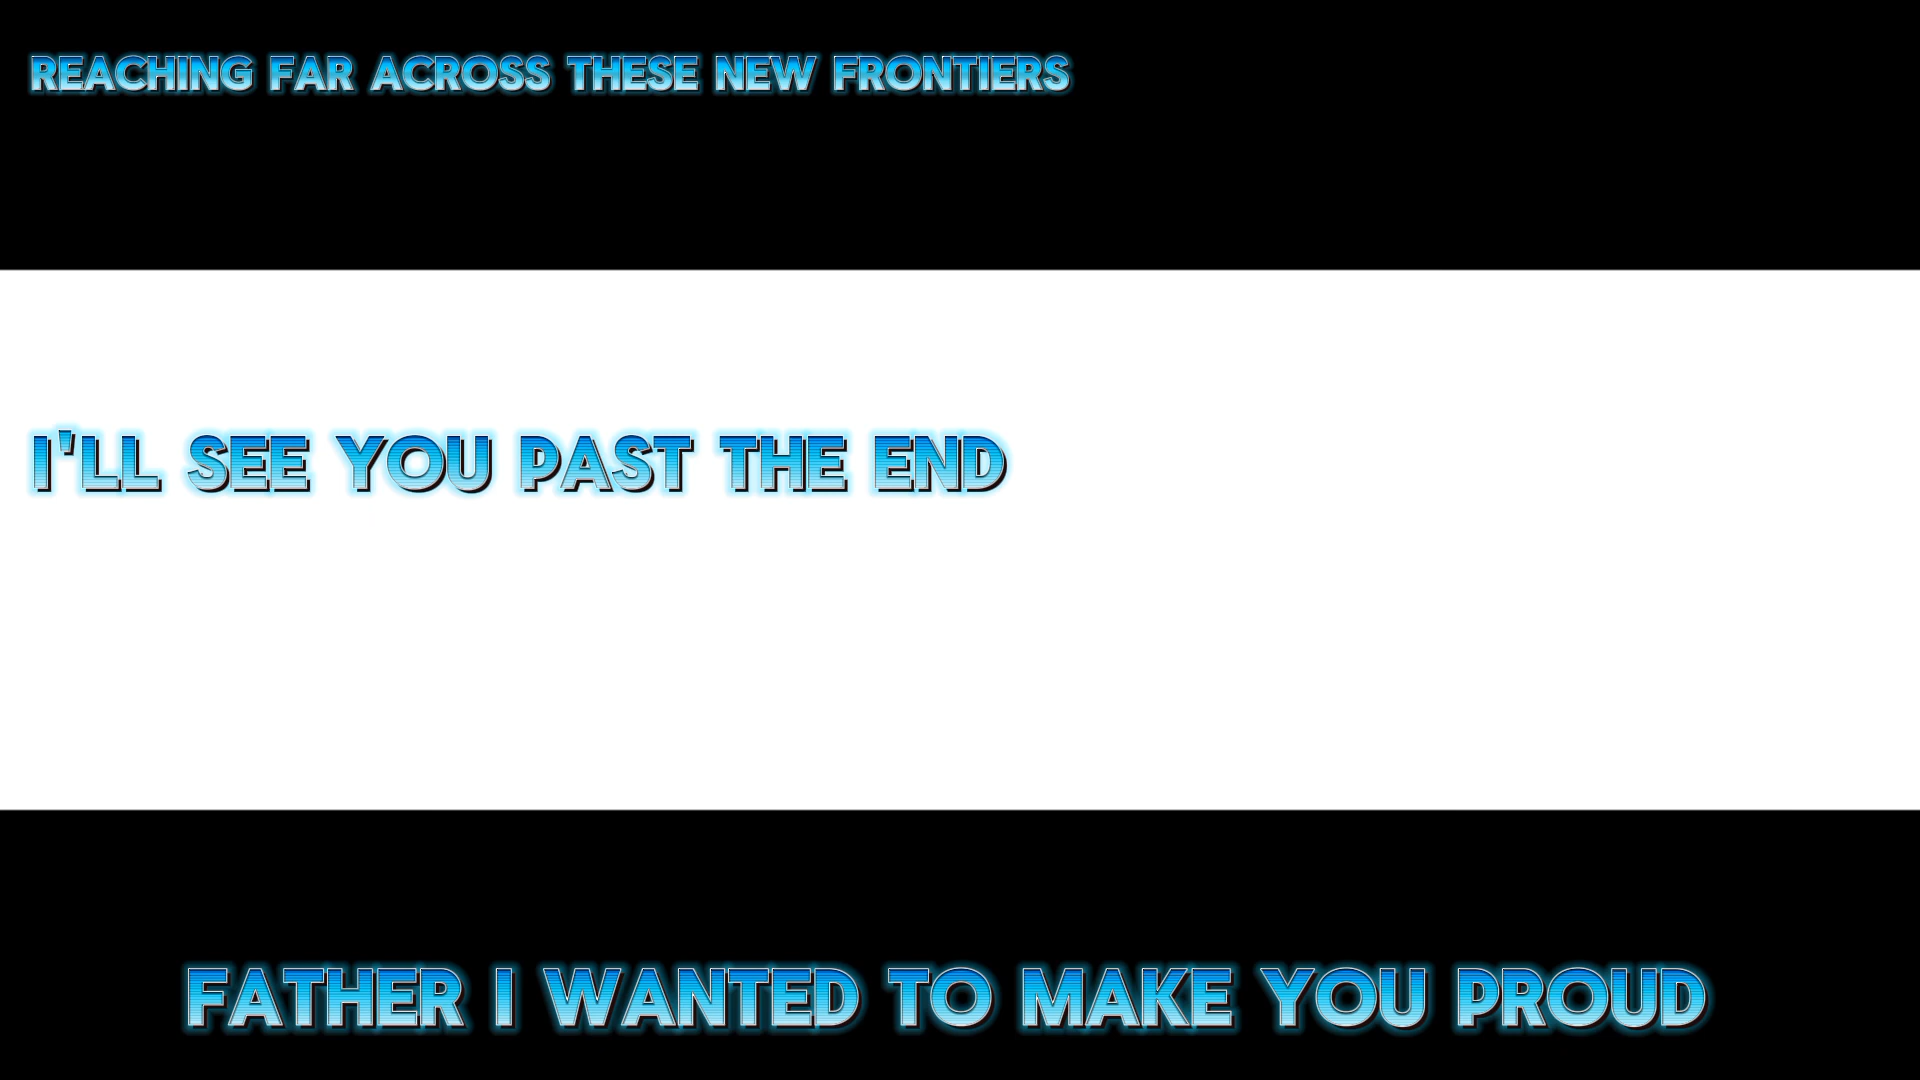 REACHING FAR ACROSS THESE NEW FRONTIERS
I'LL SEE YOU PAST THE END
FATHER I WANTED TO MAKE YOU PROUD